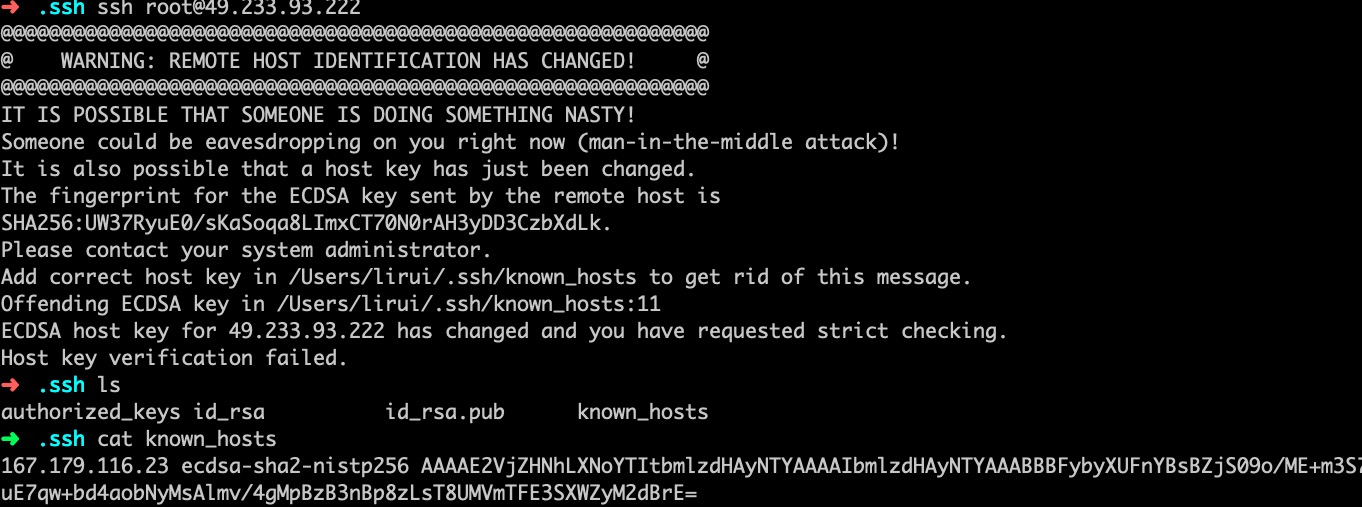 ➜ .ssh ssh root@49.233.93.222
@@@@@@@@@@@@@@@@@@@@@@@@@@@@@@@@@@@@@@@@@@@@@@@@@@@@@@@@@@@
@    WARNING: REMOTE HOST IDENTIFICATION HAS CHANGED!     @
@@@@@@@@@@@@@@@@@@@@@@@@@@@@@@@@@@@@@@@@@@@@@@@@@@@@@@@@@@@
IT IS POSSIBLE THAT SOMEONE IS DOING SOMETHING NASTY!
Someone could be eavesdropping on you right now (man-in-the-middle attack)!
It is also possible that a host key has just been changed.
The fingerprint for the ECDSA key sent by the remote host is
SHA256:UW37RyuE0/sKaSoqa8LImxCT70N0rAH3yDD3CzbXdLk.
Please contact your system administrator.
Add correct host key in /Users/lirui/.ssh/known_hosts to get rid of this message.
Offending ECDSA key in /Users/lirui/.ssh/known_hosts:11
ECDSA host key for 49.233.93.222 has changed and you have requested strict checking.
Host key verification failed.
➜ .ssh ls
authorized_keys id_rsa          id_rsa.pub      known_hosts
➜ .ssh cat known_hosts
167.179.116.23 ecdsa-sha2-nistp256 AAAAE2VjZHNhLXNoYTItbmlzdHAyNTYAAAAIbmlzdHAyNTYAAABBBFybyXUFnYBsBZjS09o/ME+m3S7
uE7qw+bd4aobNyMsAlmv/4gMpBzB3nBp8zLsT8UMVmTFE3SXWZyM2dBrE=